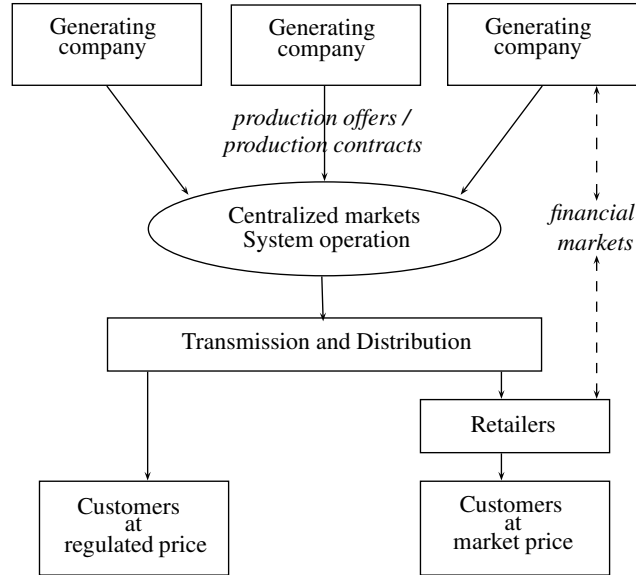 Generating
company
Generating
company
Generating
company
production offers /
production contracts
Centralized markets
System operation
financial
markets
Transmission and Distribution
Retailers
Customers
at
regulated price
Customers
at
market price